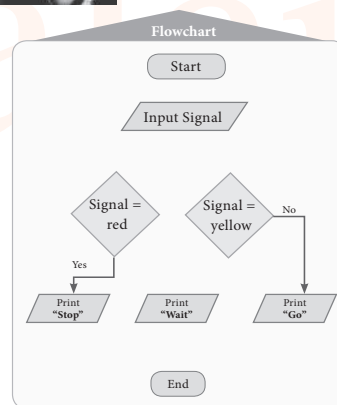 Flowchart
Start
Input Signal
Signal =
red
Signal =
yellow
No
Yes
Print
“Stop”
Print
“Wait”
Print
“Go”
End